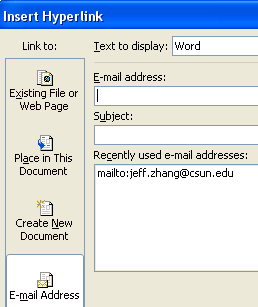 Insert Hyperlink
Link to:
Text to display: Word
Existing File or
Web Page
Place in This
Document
Create New
Document
E-mail Address
E-mail address:
Subject:
Recently used e-mail addresses:
mailto:jeff.zhang@csun.edu